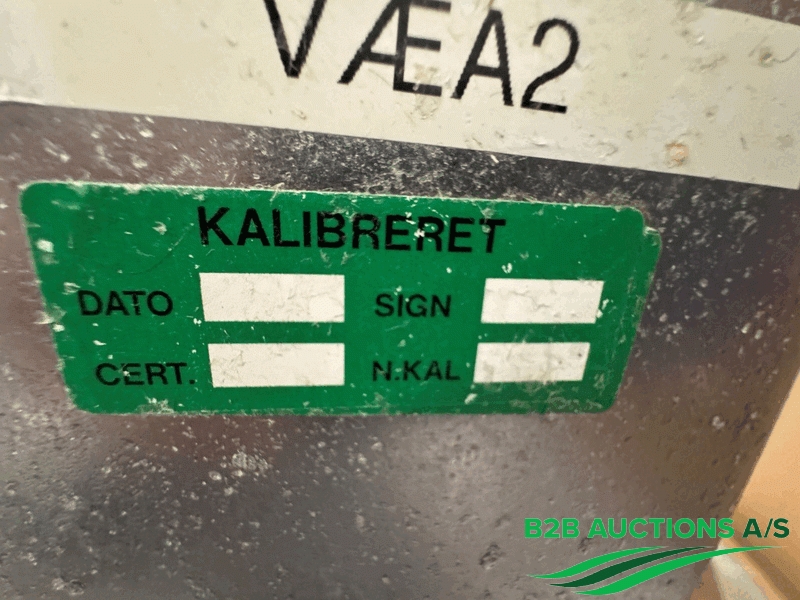 VÆA2
KALIBRERET
DATO SIGN
CERT. N.KAL
B2B AUCTIONS A/S